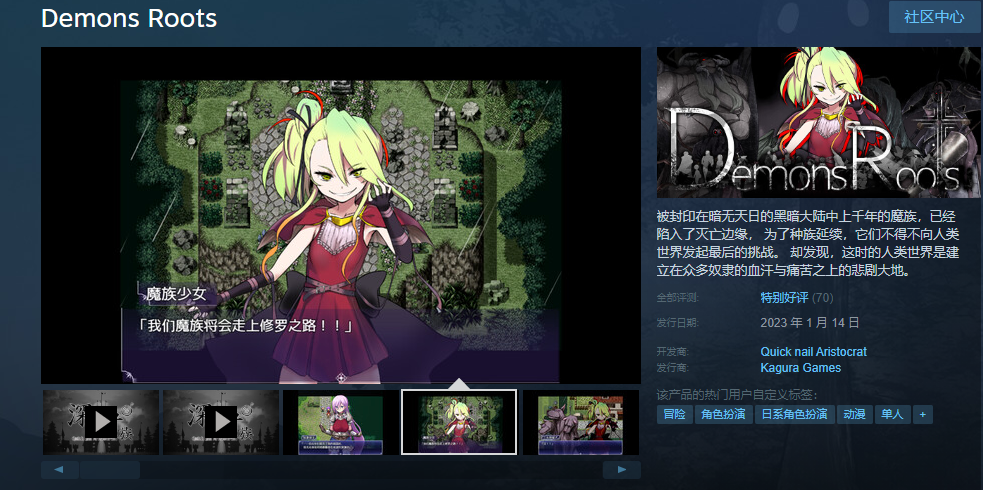 Demons Roots
社区中心
魔族少女
「我们魔族将会走上修罗之路！！」
Demons Roots
被封印在暗无天日的黑暗大陆中上千年的魔族，已经
陷入了灭亡边缘， 为了种族延续，它们不得不向人类
世界发起最后的挑战。 却发现，这时的人类世界是建
立在众多奴隶的血汗与痛苦之上的悲剧大地。
全部评测: 特别好评 (70)
发行日期: 2023 年 1 月 14 日
开发商: Quick nail Aristocrat
发行商: Kagura Games
该产品的热门用户自定义标签：
冒险 角色扮演 日系角色扮演 动漫 单人 +
深 族
深 族